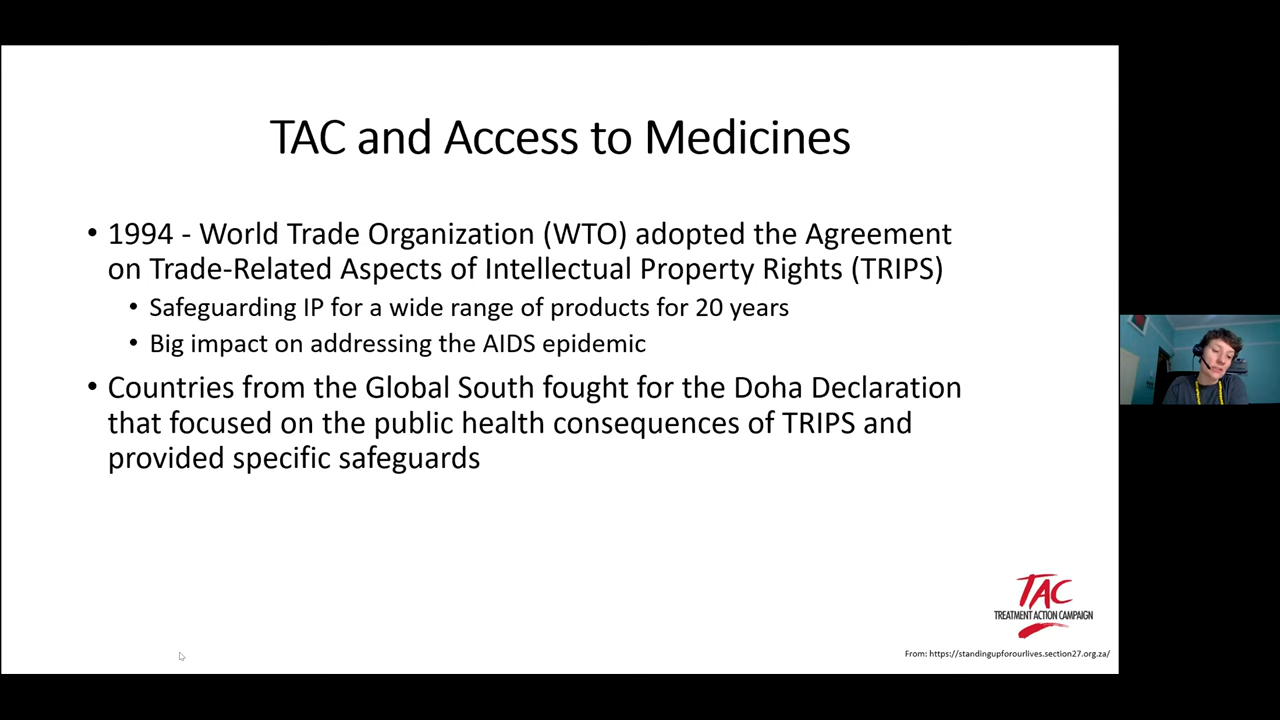 TAC and Access to Medicines
• 1994 - World Trade Organization (WTO) adopted the Agreement
on Trade-Related Aspects of Intellectual Property Rights (TRIPS)
• Safeguarding IP for a wide range of products for 20 years
• Big impact on addressing the AIDS epidemic
• Countries from the Global South fought for the Doha Declaration
that focused on the public health consequences of TRIPS and
provided specific safeguards
TAC
TREATMENT ACTION CAMPAIGN
From: https://standingupforourlives.section27.org.za/